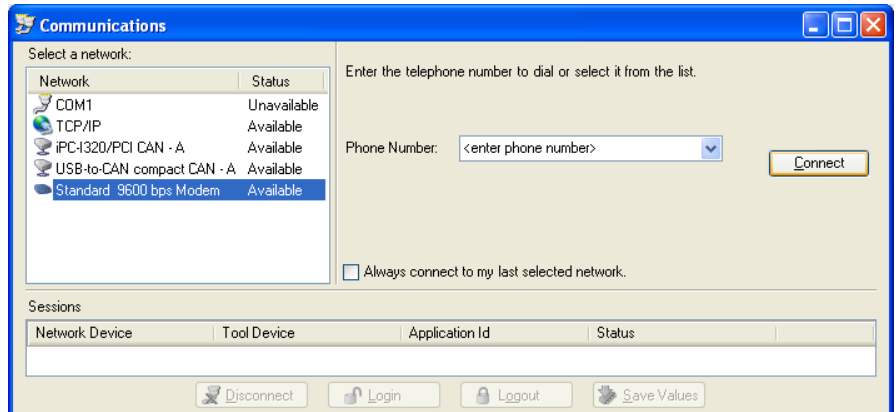 Communications
Select a network:
Network Status
COM1 Unavailable
TCP/IP Available
iPC-I320/PCI CAN - A Available
USB-to-CAN compact CAN - A Available
Standard 9600 bps Modem Available
Enter the telephone number to dial or select it from the list.
Phone Number: <enter phone number>
Connect
Always connect to my last selected network.
Sessions
Network Device Tool Device Application Id Status
Disconnect Login Logout Save Values